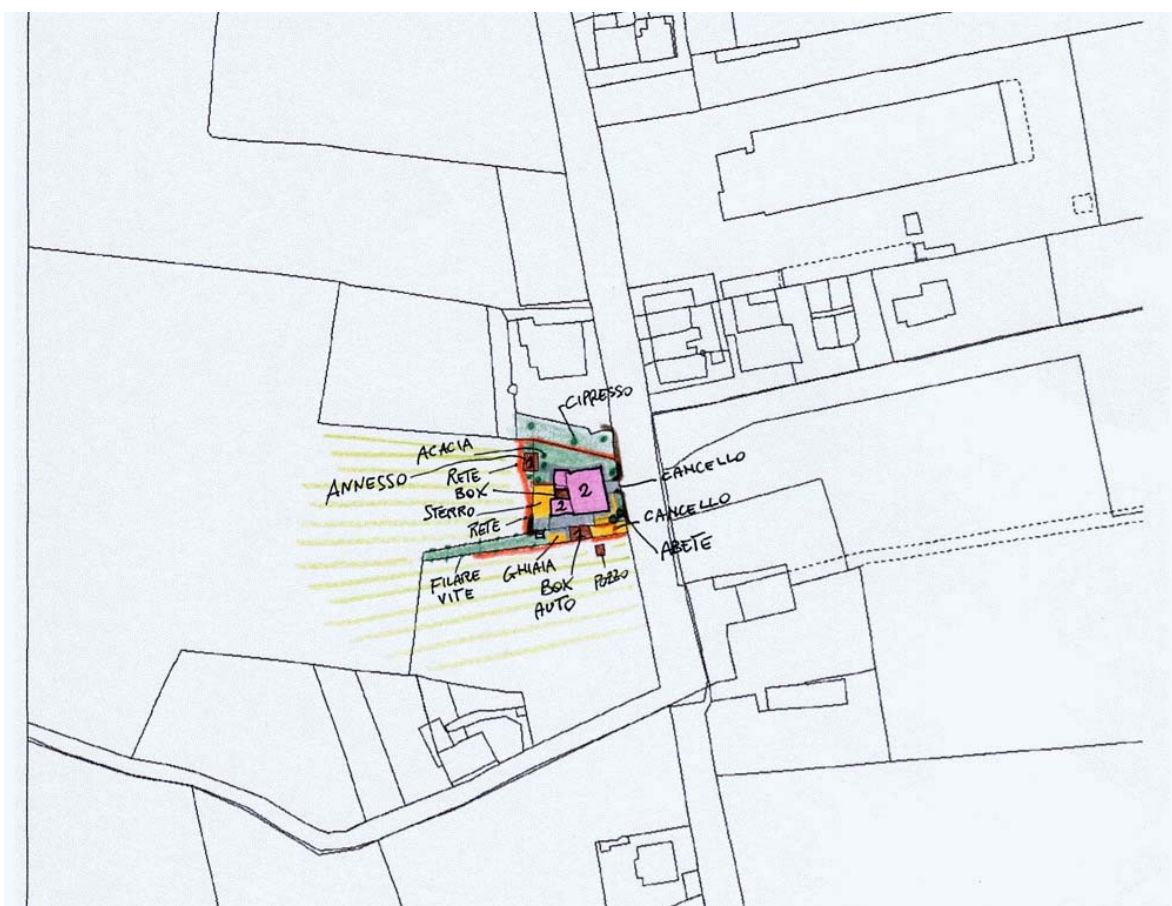 CIPRESSO
ACACIA
ANNESSO
RETE
BOX
STERRO
RETE
FILARE
VITE
GHIAIA
BOX
AUTO
POZZO
ABETE
CANCELLO
CANCELLO
1
2
2
1